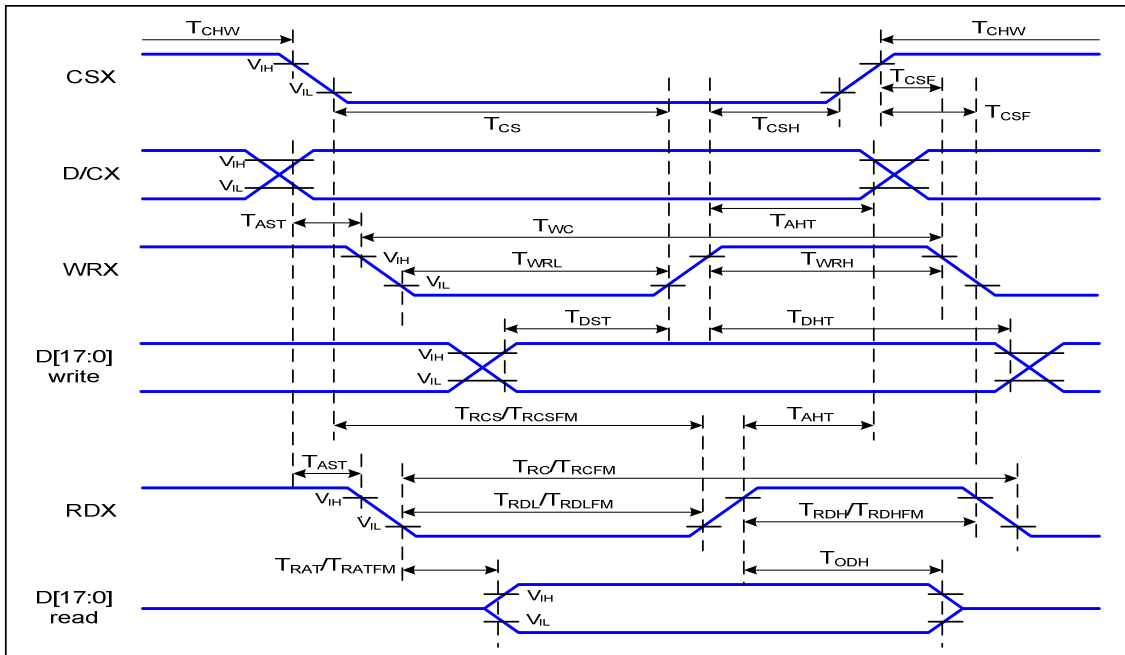 TCHW TCHW
CSX VIH TCSF
VIL TCSF
TCS TCSH
D/CX VIH
VIL
TAST TAHT
TWC
WRX VIH TWRL TWRH
VIL
TDST TDHT
D[17:0] VIH
write VIL
TRCS/TRCSFM TAHT
TAST TRC/TRCFM
RDX VIH TRDL/TRDLFM TRDH/TRDHFM
VIL
TRAT/TRATFM TODH
D[17:0] VIH
read VIL